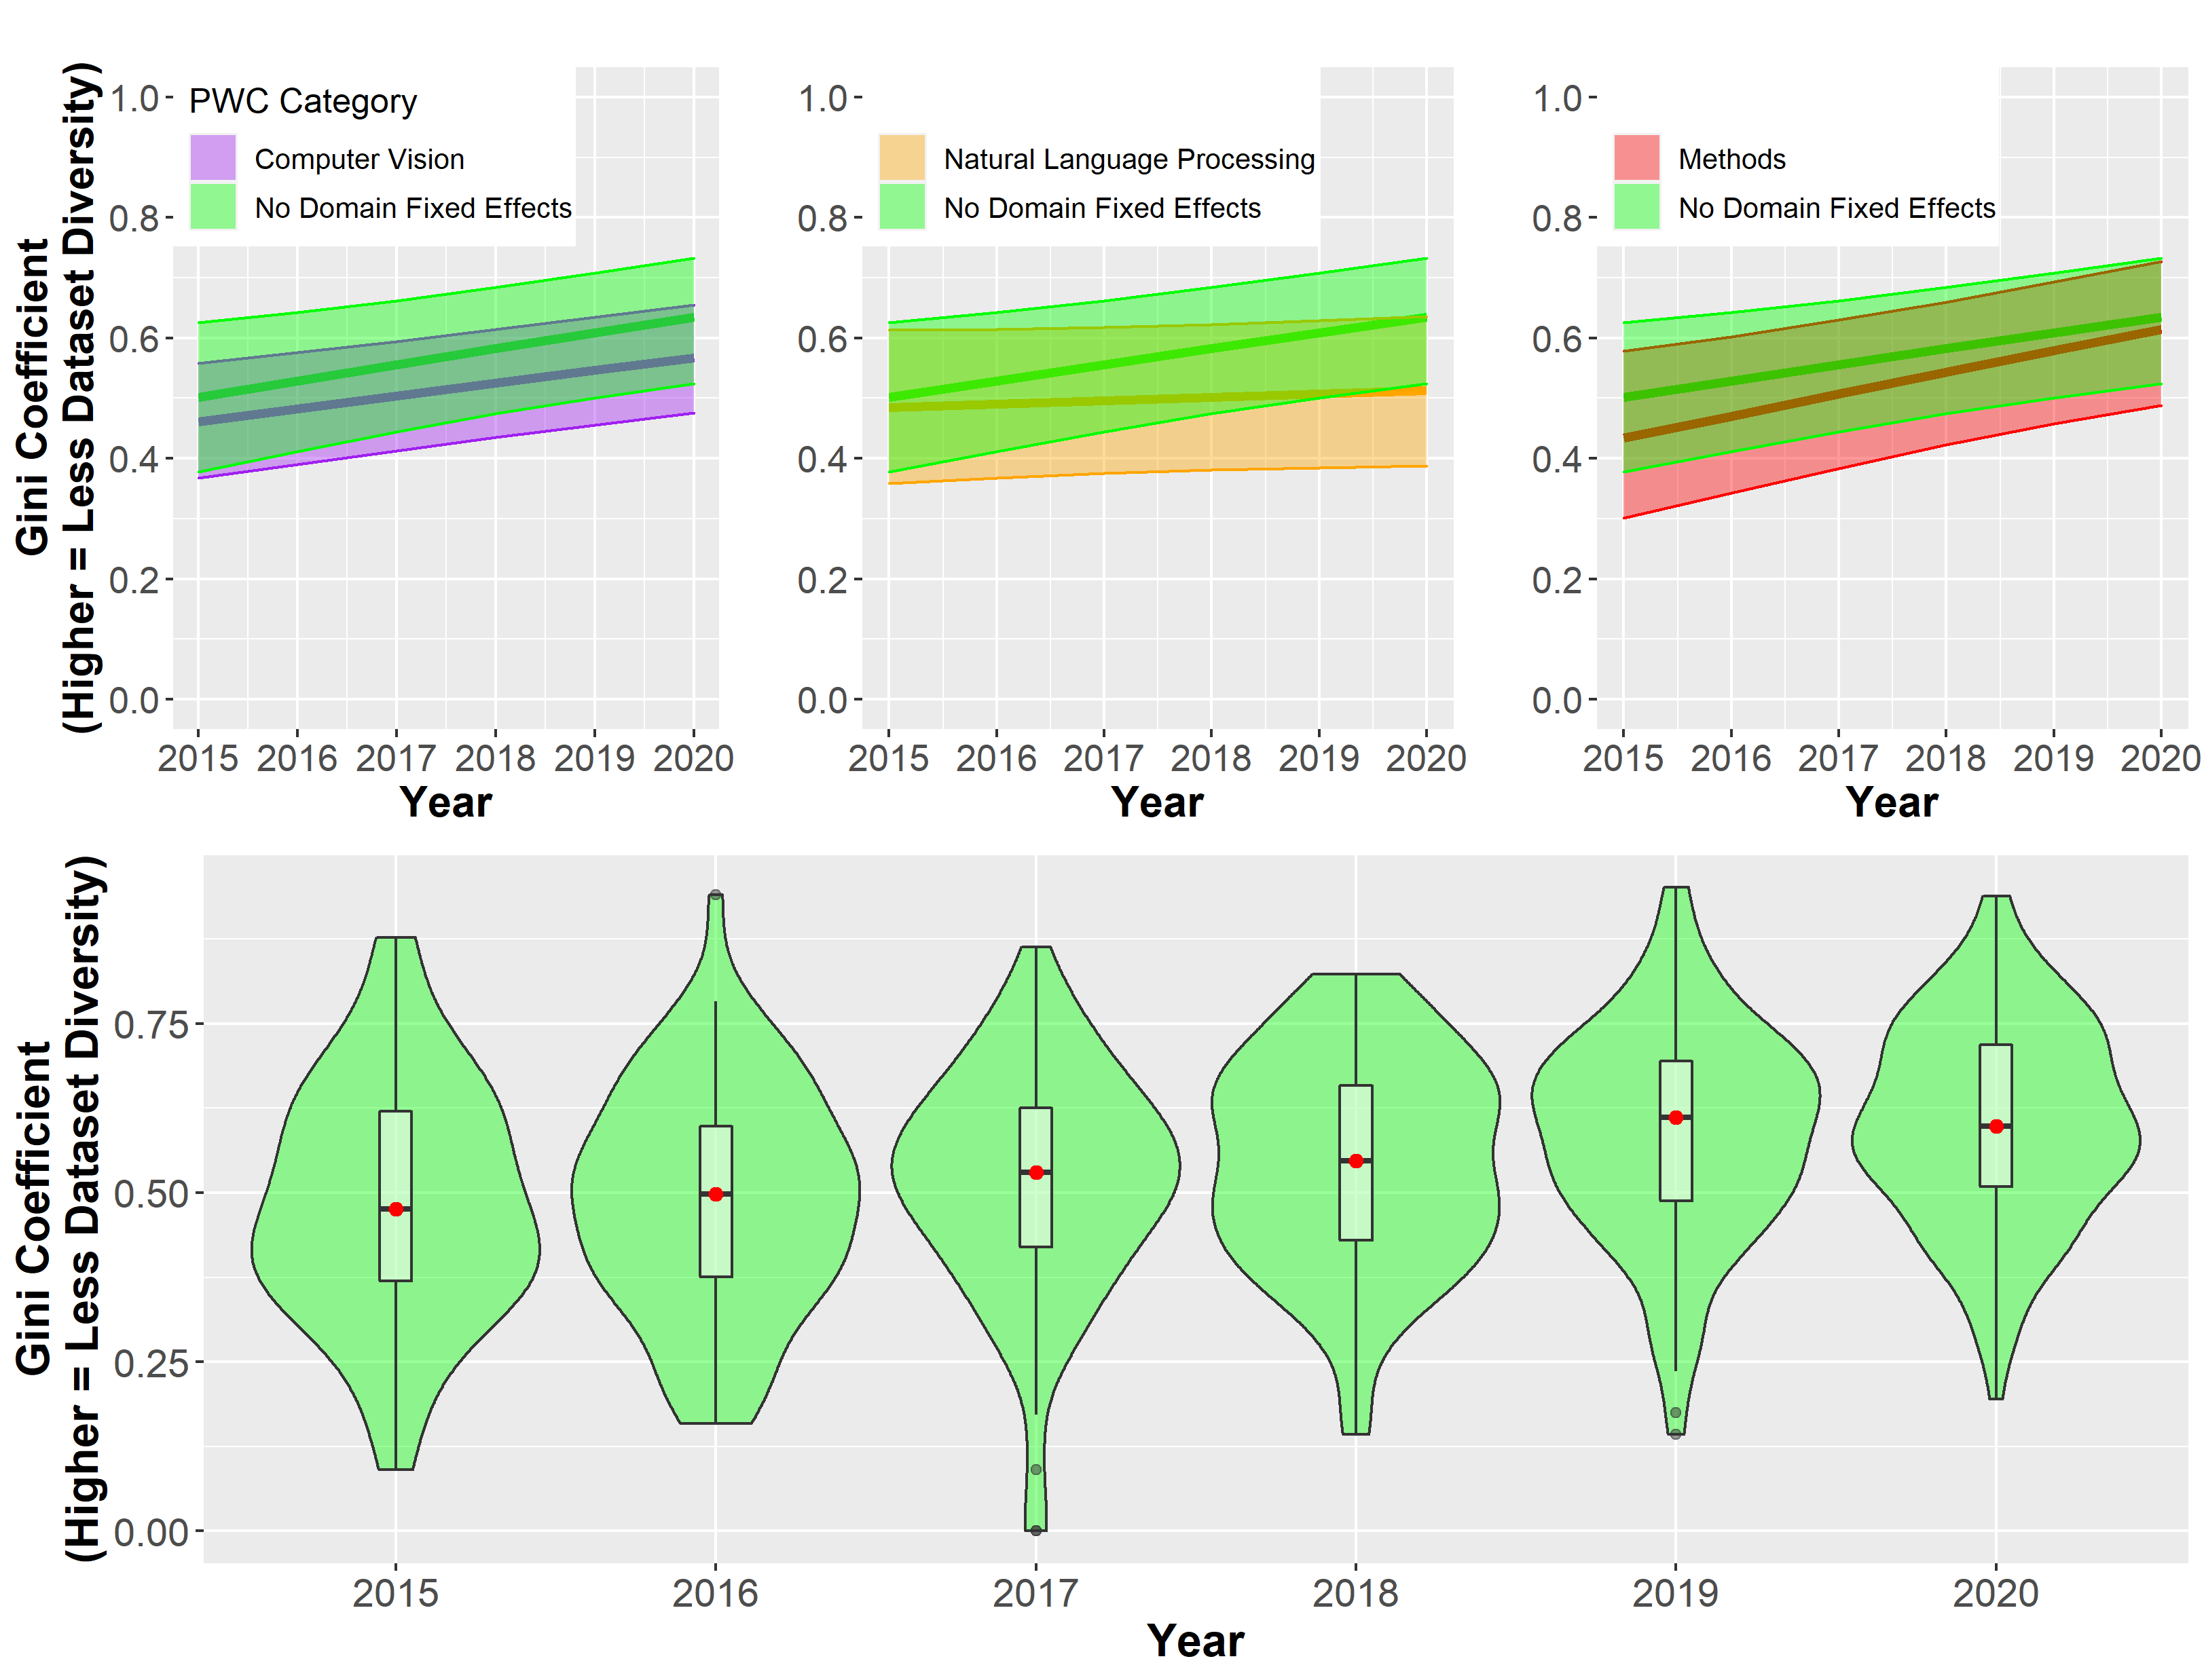 PWC Category
Computer Vision
No Domain Fixed Effects
Natural Language Processing
No Domain Fixed Effects
Methods
No Domain Fixed Effects
Gini Coefficient
(Higher = Less Dataset Diversity)
1.0
0.8
0.6
0.4
0.2
0.0
2015 2016 2017 2018 2019 2020
Year
1.0
0.8
0.6
0.4
0.2
0.0
2015 2016 2017 2018 2019 2020
Year
1.0
0.8
0.6
0.4
0.2
0.0
2015 2016 2017 2018 2019 2020
Year
Gini Coefficient
(Higher = Less Dataset Diversity)
0.75
0.50
0.25
0.00
2015 2016 2017 2018 2019 2020
Year